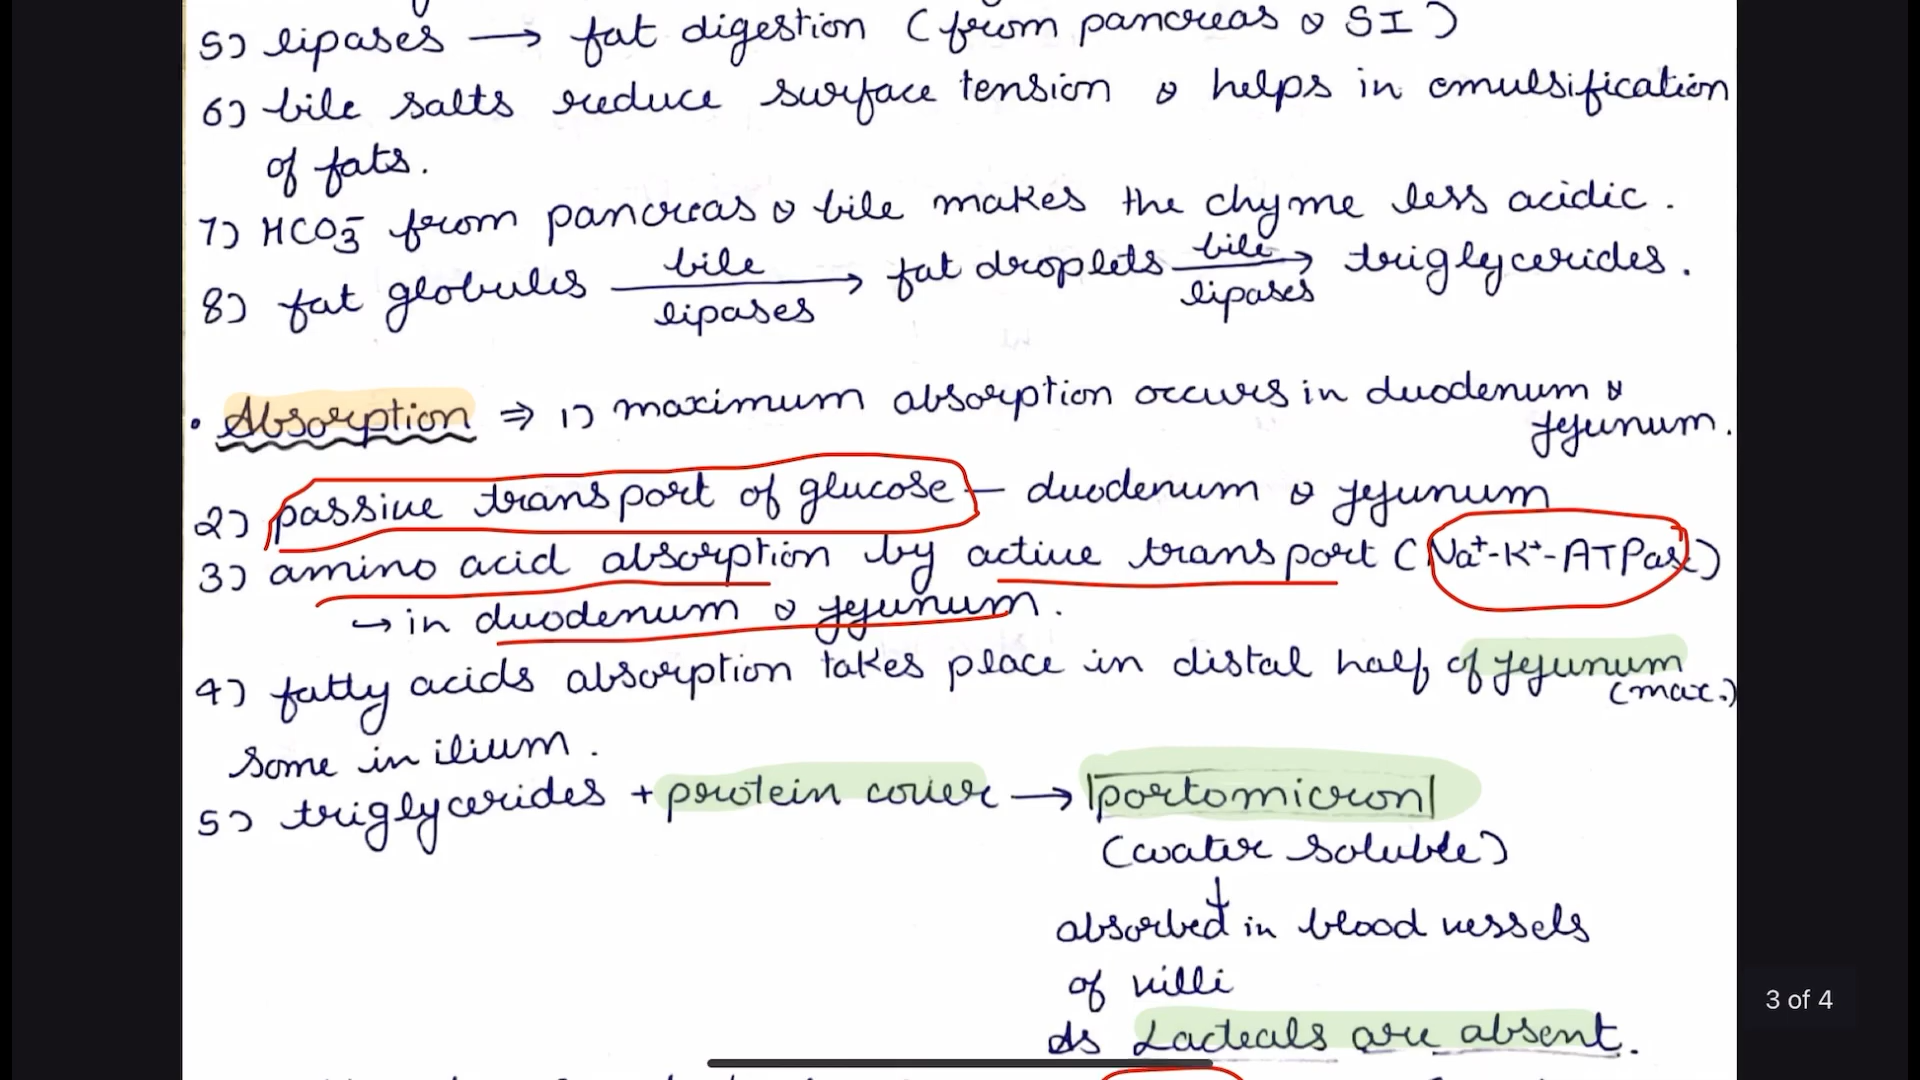 5) lipases → fat digestion (from pancreas & SI)
6) bile salts reduce surface tension & helps in emulsification
of fats.
7) HCO3⁻ from pancreas & bile makes the chyme less acidic.
8) fat globules bile lipases → fat droplets bile lipases → triglycerides.
• Absorption ⇒ 1) maximum absorption occurs in duodenum &
jejunum.
2) passive transport of glucose – duodenum & jejunum
3) amino acid absorption by active transport (Na⁺-K⁺-ATPase)
→ in duodenum & jejunum.
4) fatty acids absorption takes place in distal half of jejunum
(max.)
some in ilium.
5) triglycerides + protein cover → portomicron
(water soluble)
↓
absorbed in blood vessels
of villi
as Lacteals are absent.
3 of 4